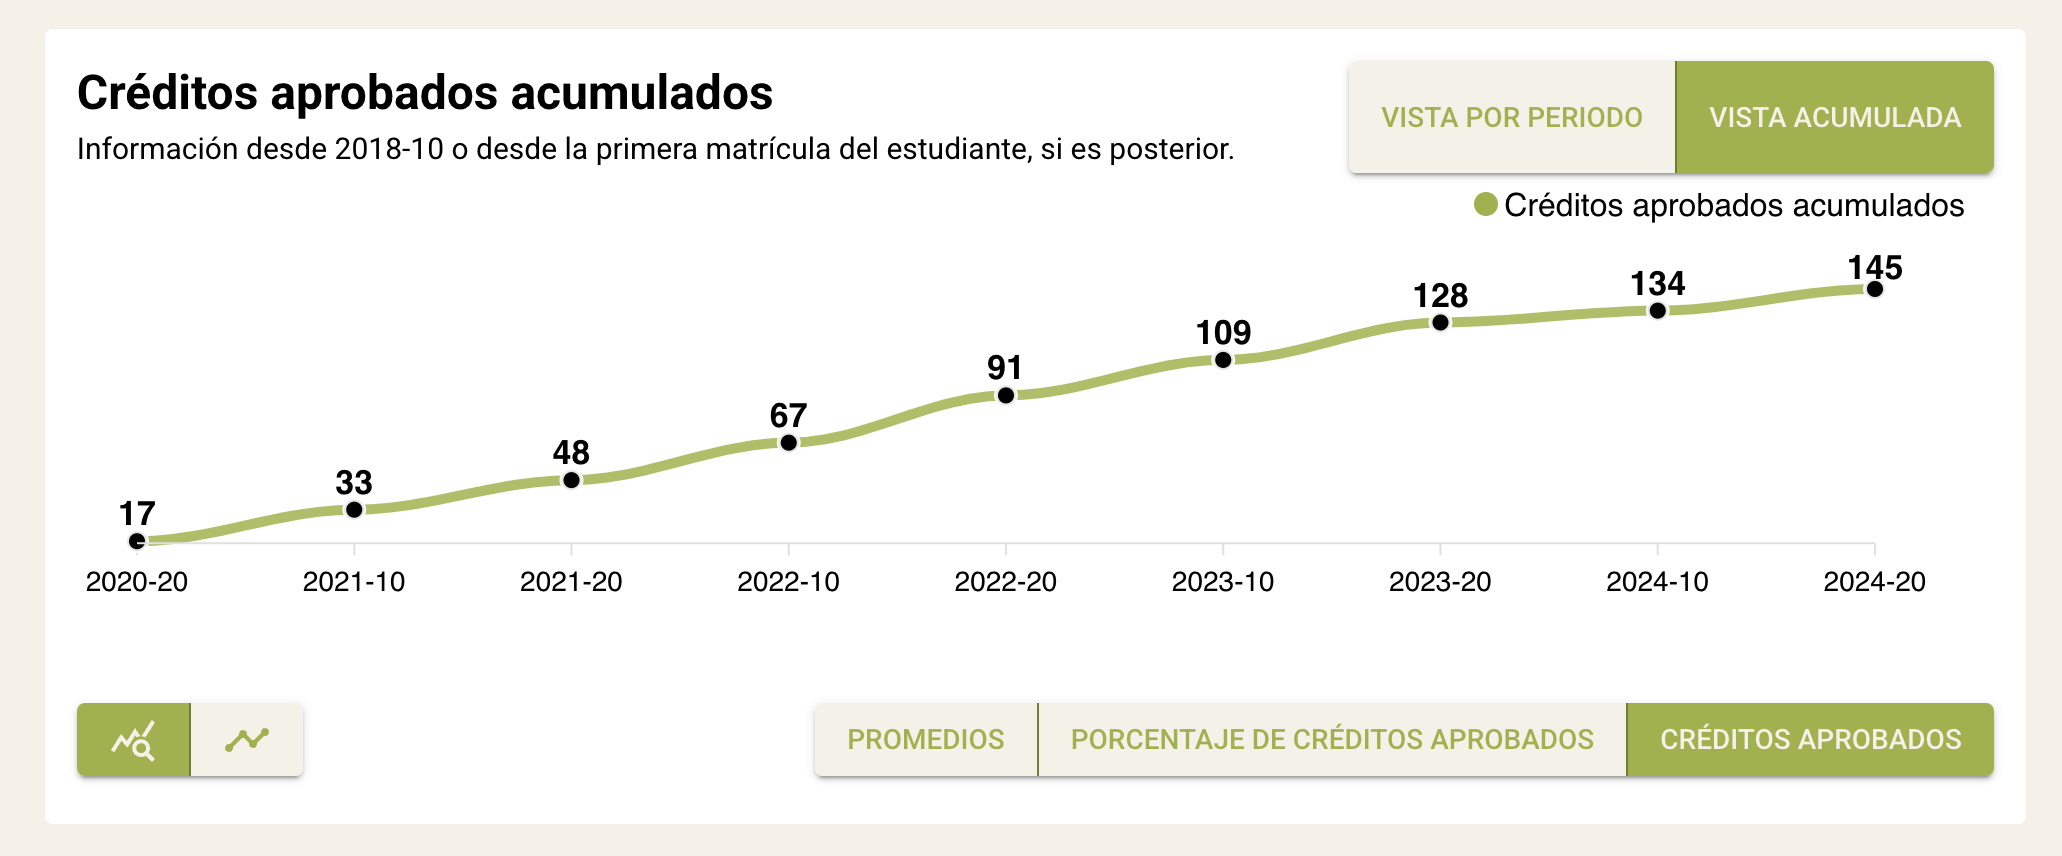 Créditos aprobados acumulados
Información desde 2018-10 o desde la primera matrícula del estudiante, si es posterior.
VISTA POR PERIODO
VISTA ACUMULADA
Créditos aprobados acumulados
17
33
48
67
91
109
128
134
145
2020-20
2021-10
2021-20
2022-10
2022-20
2023-10
2023-20
2024-10
2024-20
PROMEDIOS
PORCENTAJE DE CRÉDITOS APROBADOS
CRÉDITOS APROBADOS